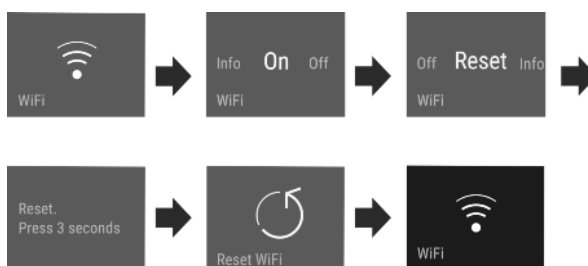 WiFi
Info On Off
WiFi
Off Reset Info
WiFi
Reset.
Press 3 seconds
Reset WiFi
WiFi